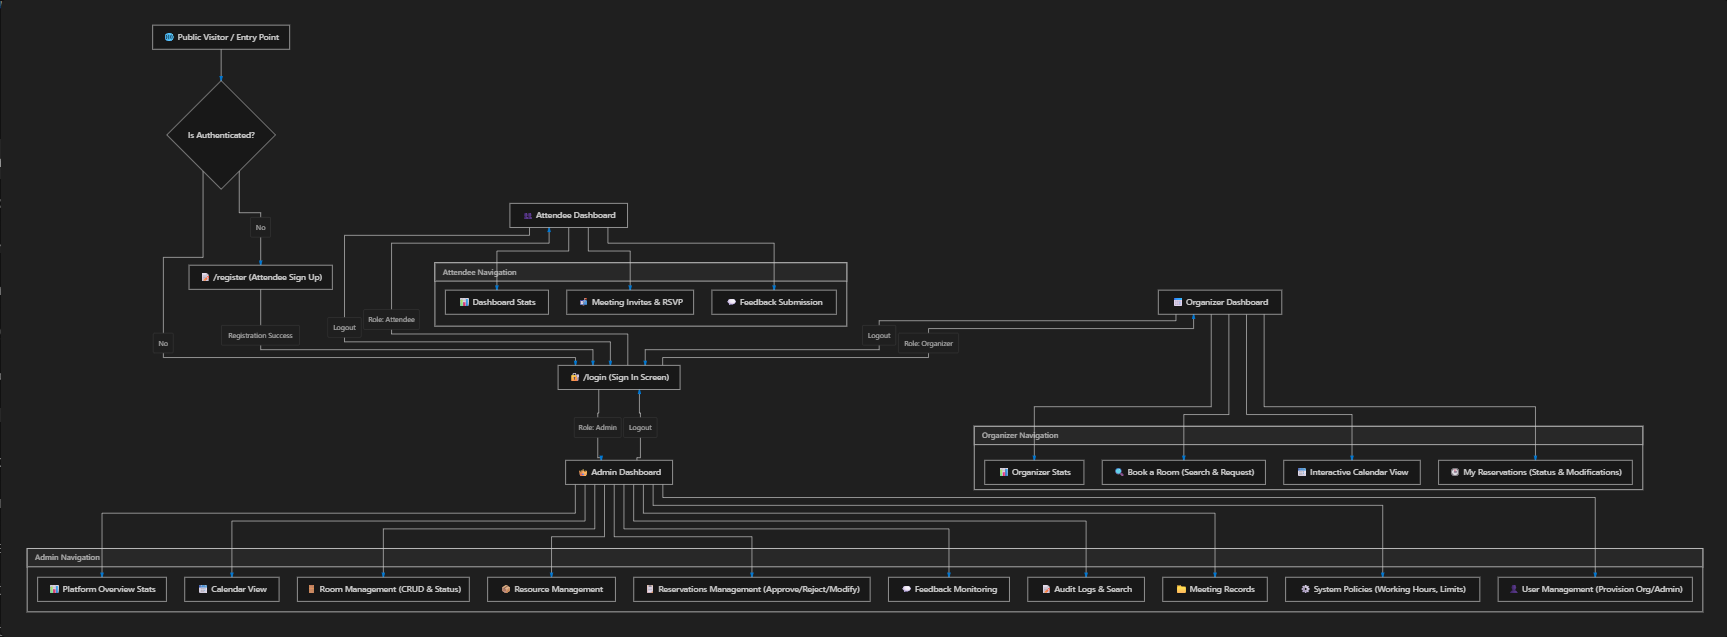 Public Visitor / Entry Point
Is Authenticated?
No
Attendee Dashboard
/register (Attendee Sign Up)
Attendee Navigation
Dashboard Stats
Meeting Invites & RSVP
Feedback Submission
Organizer Dashboard
Logout
Role: Attendee
Registration Success
No
Logout
Role: Organizer
/login (Sign In Screen)
Role: Admin
Logout
Organizer Navigation
Organizer Stats
Book a Room (Search & Request)
Interactive Calendar View
My Reservations (Status & Modifications)
Admin Dashboard
Admin Navigation
Platform Overview Stats
Calendar View
Room Management (CRUD & Status)
Resource Management
Reservations Management (Approve/Reject/Modify)
Feedback Monitoring
Audit Logs & Search
Meeting Records
System Policies (Working Hours, Limits)
User Management (Provision Org/Admin)